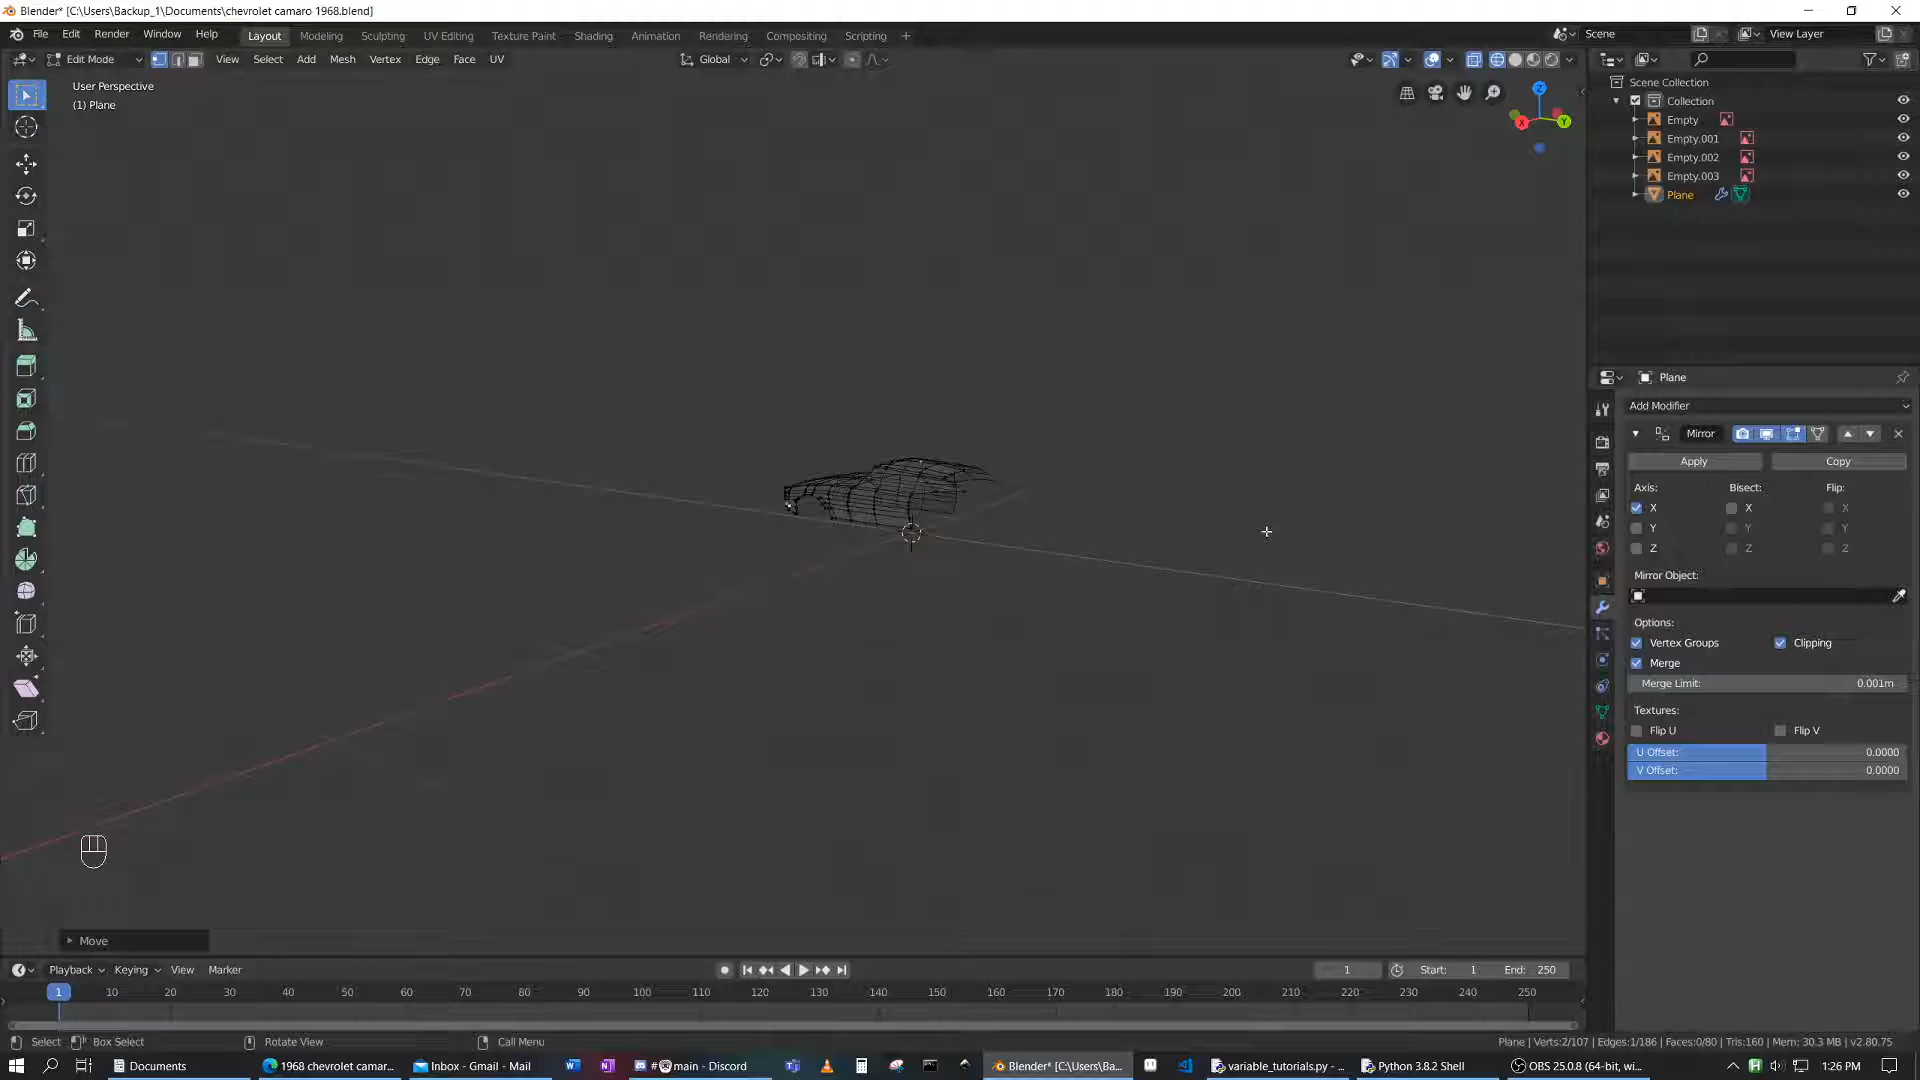 Blender* [C:\Users\Backup_1\Documents\chevrolet camaro 1968.blend]
File Edit Render Window Help Layout Modeling Sculpting UV Editing Texture Paint Shading Animation Rendering Compositing Scripting + Scene View Layer
Edit Mode View Select Add Mesh Vertex Edge Face UV Global
User Perspective
(1) Plane
Z
X
Y
Scene Collection
Collection
Empty
Empty.001
Empty.002
Empty.003
Plane
Plane
Add Modifier
Mirror
Apply Copy
Axis: Bisect: Flip:
X X X
Y Y Y
Z Z Z
Mirror Object:
Options:
Vertex Groups Clipping
Merge
Merge Limit: 0.001m
Textures:
Flip U Flip V
U Offset: 0.0000
V Offset: 0.0000
Move
Playback Keying View Marker 1 Start: 1 End: 250
1 10 20 30 40 50 60 70 80 90 100 110 120 130 140 150 160 170 180 190 200 210 220 230 240 250
Select Box Select Rotate View Call Menu Plane | Verts:2/107 | Edges:1/186 | Faces:0/80 | Tris:160 | Mem: 30.3 MB | v2.80.75
Documents 1968 chevrolet camar... Inbox - Gmail - Mail main - Discord Blender* [C:\Users\Ba... variable_tutorials.py - ... Python 3.8.2 Shell OBS 25.0.8 (64-bit, wi... 1:26 PM